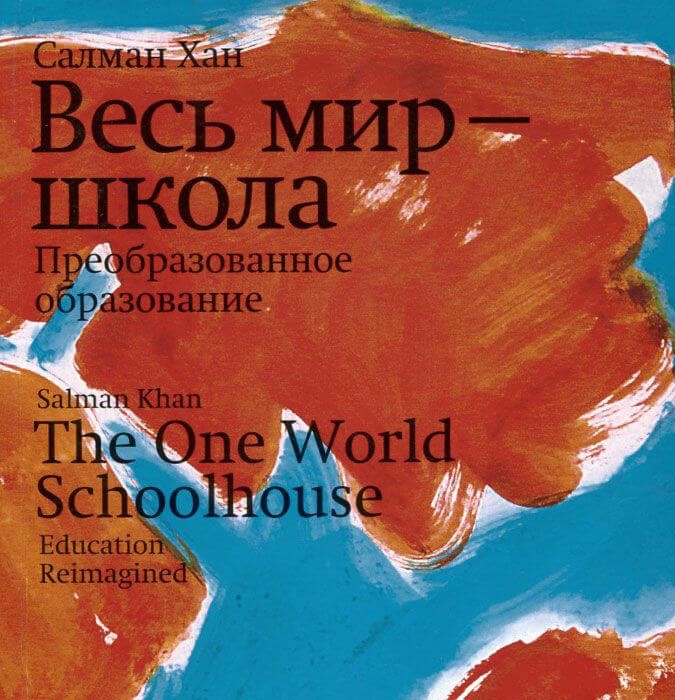 Салман Хан
Весь мир —
школа
Преобразованное
образование
Salman Khan
The One World
Schoolhouse
Education
Reimagined